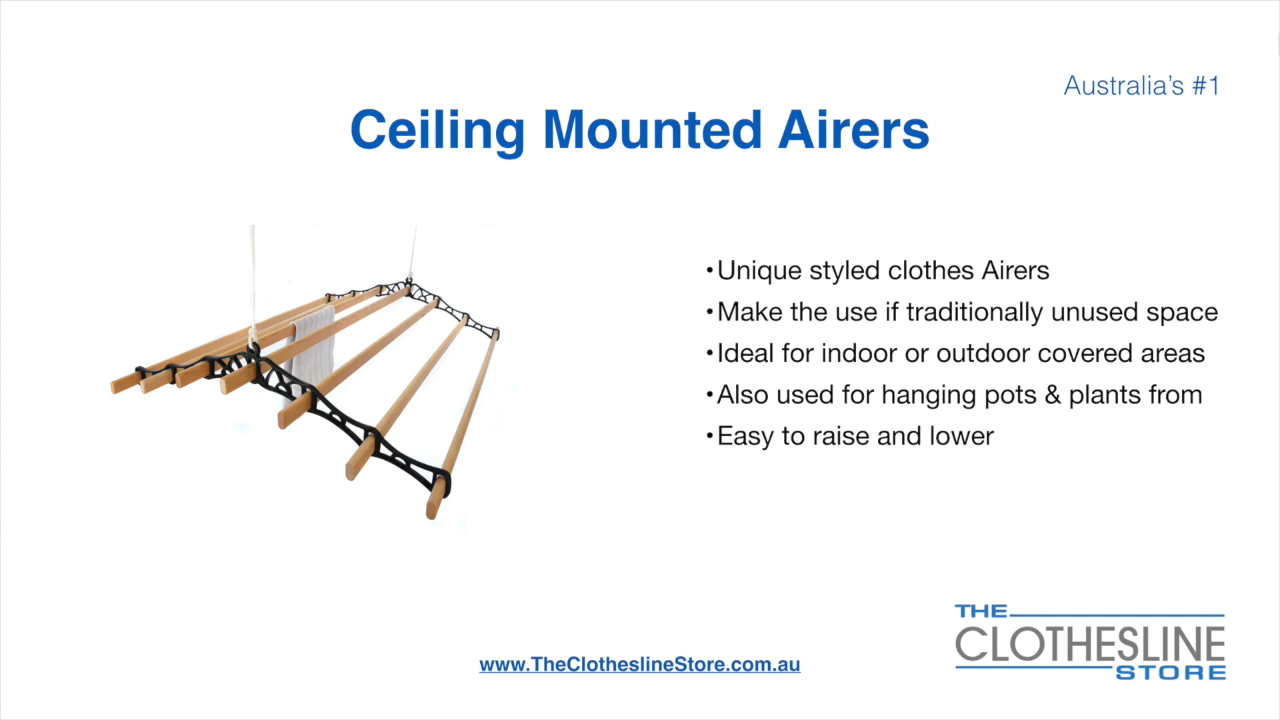 Australia's #1
Ceiling Mounted Airers
•Unique styled clothes Airers
•Make the use if traditionally unused space
•Ideal for indoor or outdoor covered areas
•Also used for hanging pots & plants from
•Easy to raise and lower
www.TheClotheslineStore.com.au
THE
CLOTHESLINE
STORE